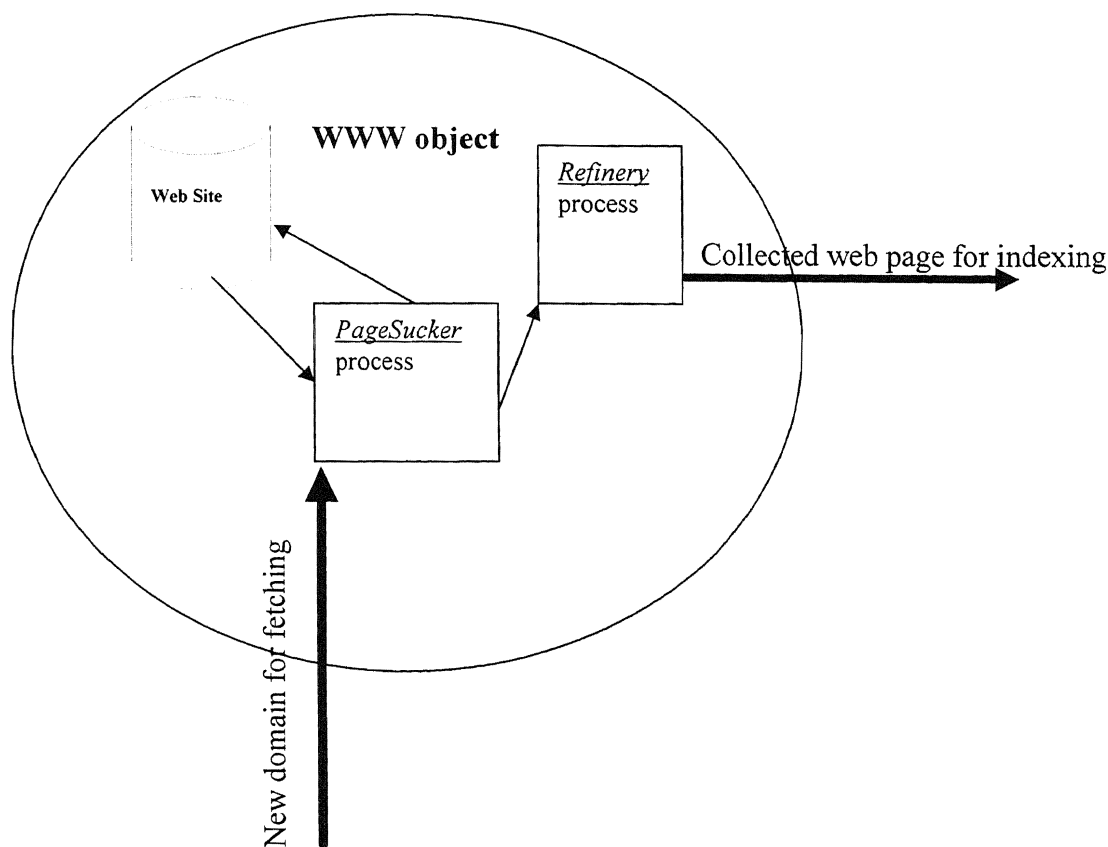 WWW object
Web Site
Refinery
process
Collected web page for indexing
PageSucker
process
New domain for fetching